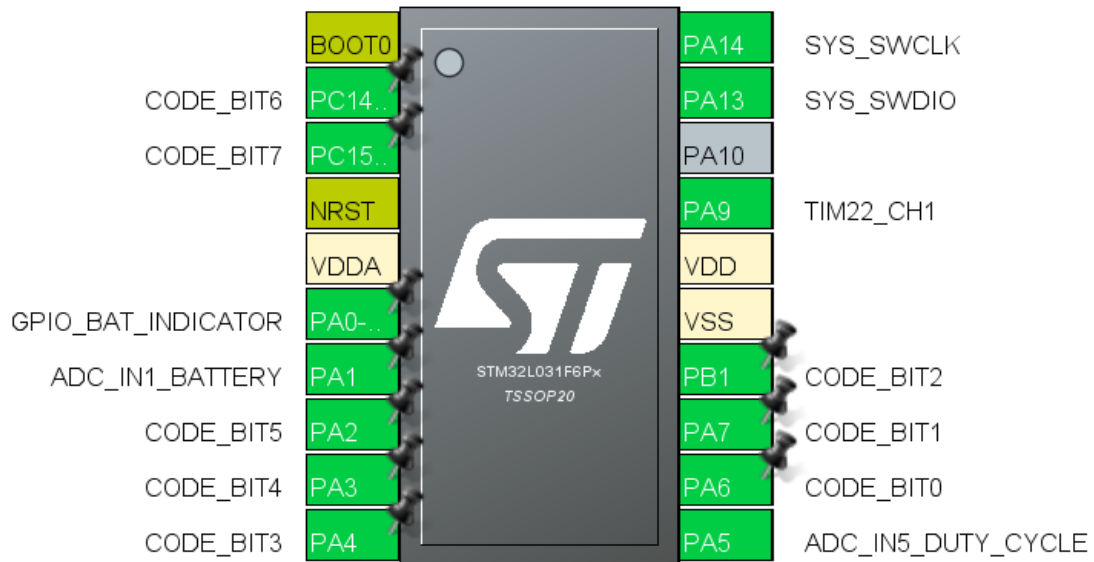 BOOT0
PA14 SYS_SWCLK
CODE_BIT6 PC14..
PA13 SYS_SWDIO
CODE_BIT7 PC15..
PA10
NRST
PA9 TIM22_CH1
VDDA
VDD
GPIO_BAT_INDICATOR PA0-..
VSS
ADC_IN1_BATTERY PA1
STM32L031F6Px
TSSOP20
PB1 CODE_BIT2
CODE_BIT5 PA2
PA7 CODE_BIT1
CODE_BIT4 PA3
PA6 CODE_BIT0
CODE_BIT3 PA4
PA5 ADC_IN5_DUTY_CYCLE